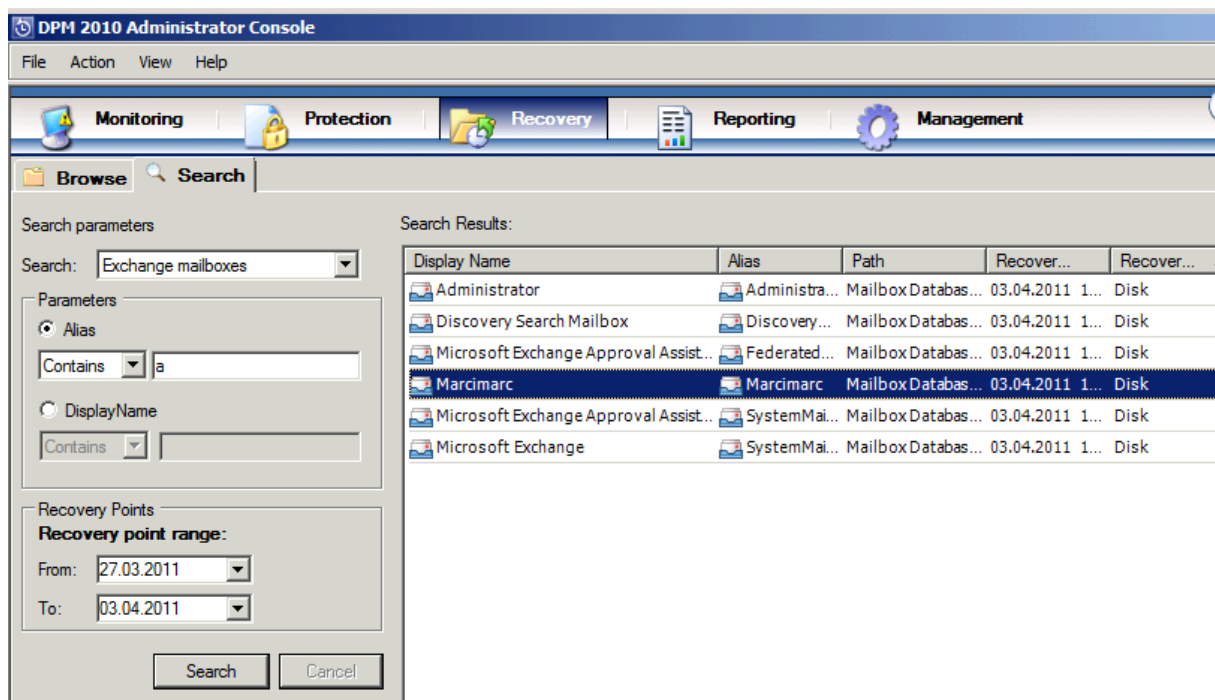 DPM 2010 Administrator Console
File Action View Help
Monitoring Protection Recovery Reporting Management
Browse Search
Search parameters
Search: Exchange mailboxes
Parameters
Alias
Contains a
DisplayName
Contains
Recovery Points
Recovery point range:
From: 27.03.2011
To: 03.04.2011
Search Cancel
Search Results:
Display Name Alias Path Recover... Recover...
Administrator Administra... Mailbox Databas... 03.04.2011 1... Disk
Discovery Search Mailbox Discovery... Mailbox Databas... 03.04.2011 1... Disk
Microsoft Exchange Approval Assist... Federated... Mailbox Databas... 03.04.2011 1... Disk
Marcimarc Marcimarc Mailbox Databas... 03.04.2011 1... Disk
Microsoft Exchange Approval Assist... SystemMai... Mailbox Databas... 03.04.2011 1... Disk
Microsoft Exchange SystemMai... Mailbox Databas... 03.04.2011 1... Disk